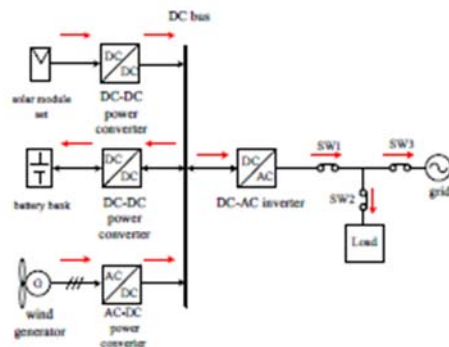 DC bus
DC
DC
solar module
set
DC-DC
power
converter
SW1
SW3
DC
DC
DC
AC
grid
battery bank
DC-DC
power
converter
DC-AC inverter
SW2
Load
G
AC
DC
wind
generator
AC-DC
power
converter